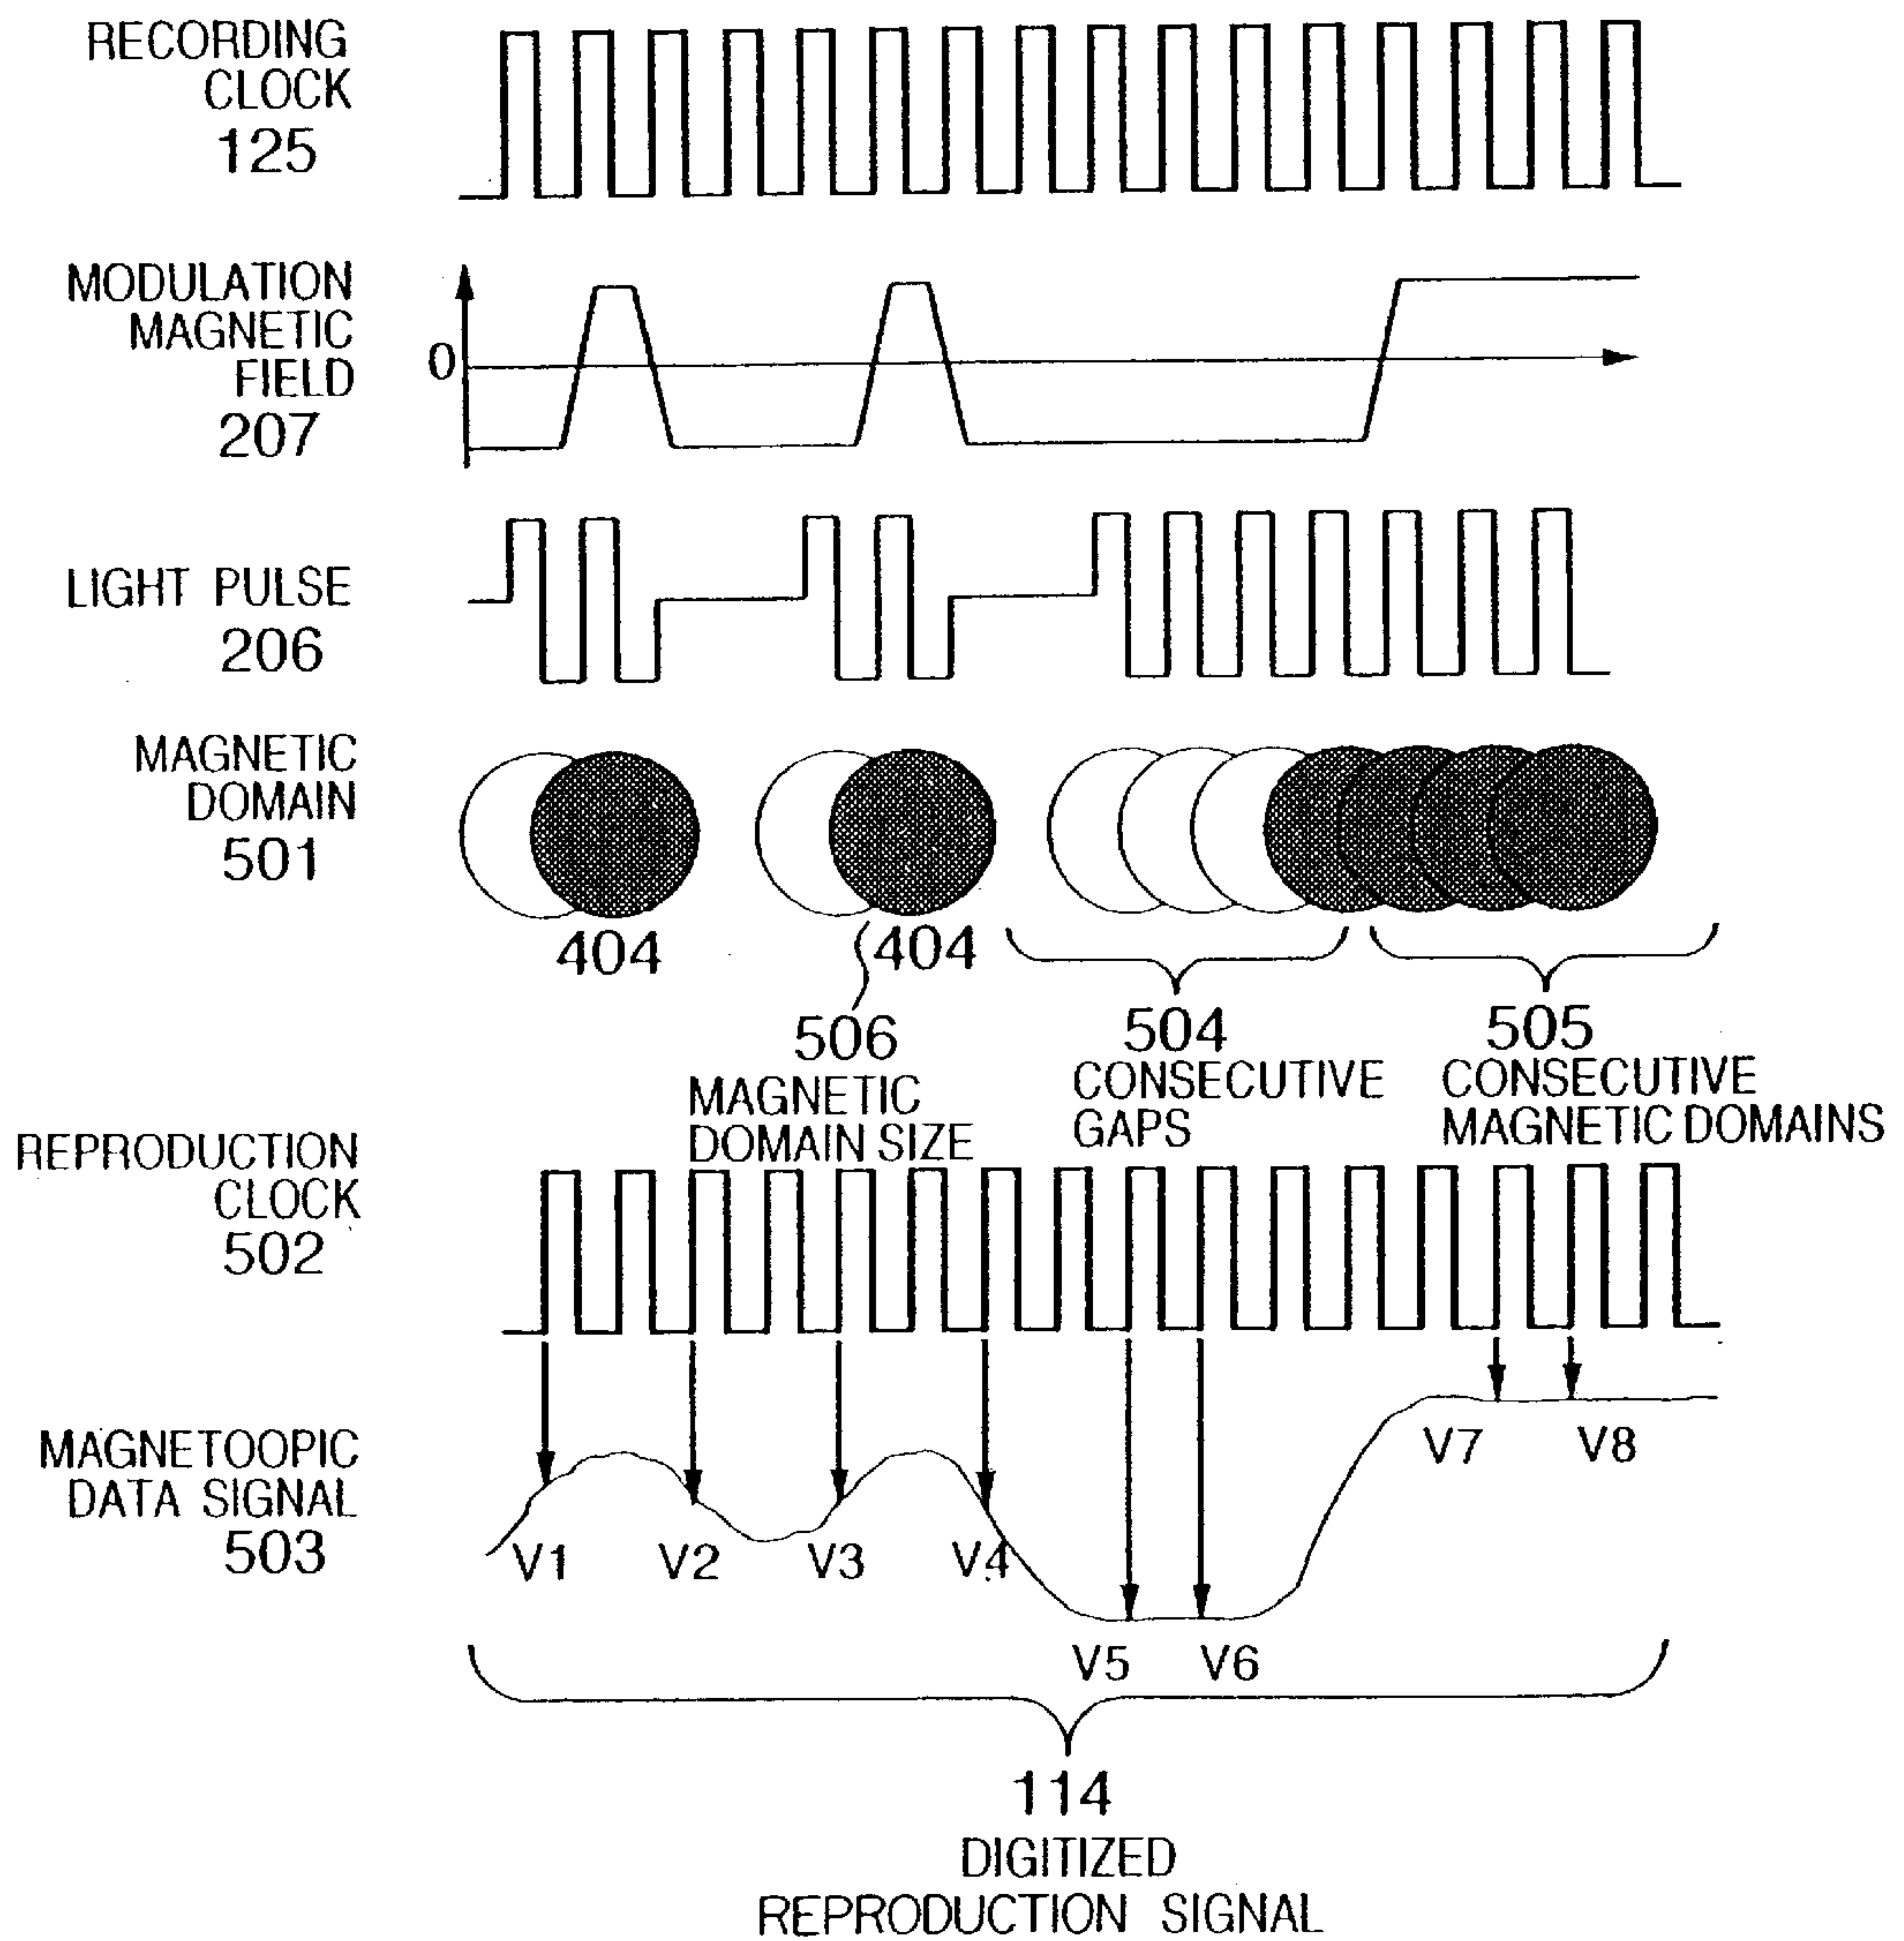 RECORDING
CLOCK
125
MODULATION
MAGNETIC
FIELD
207
0
LIGHT PULSE
206
MAGNETIC
DOMAIN
501
404
404
506
MAGNETIC
DOMAIN SIZE
504
CONSECUTIVE
GAPS
505
CONSECUTIVE
MAGNETIC DOMAINS
REPRODUCTION
CLOCK
502
MAGNETOOPIC
DATA SIGNAL
503
V1
V2
V3
V4
V5
V6
V7
V8
114
DIGITIZED
REPRODUCTION SIGNAL